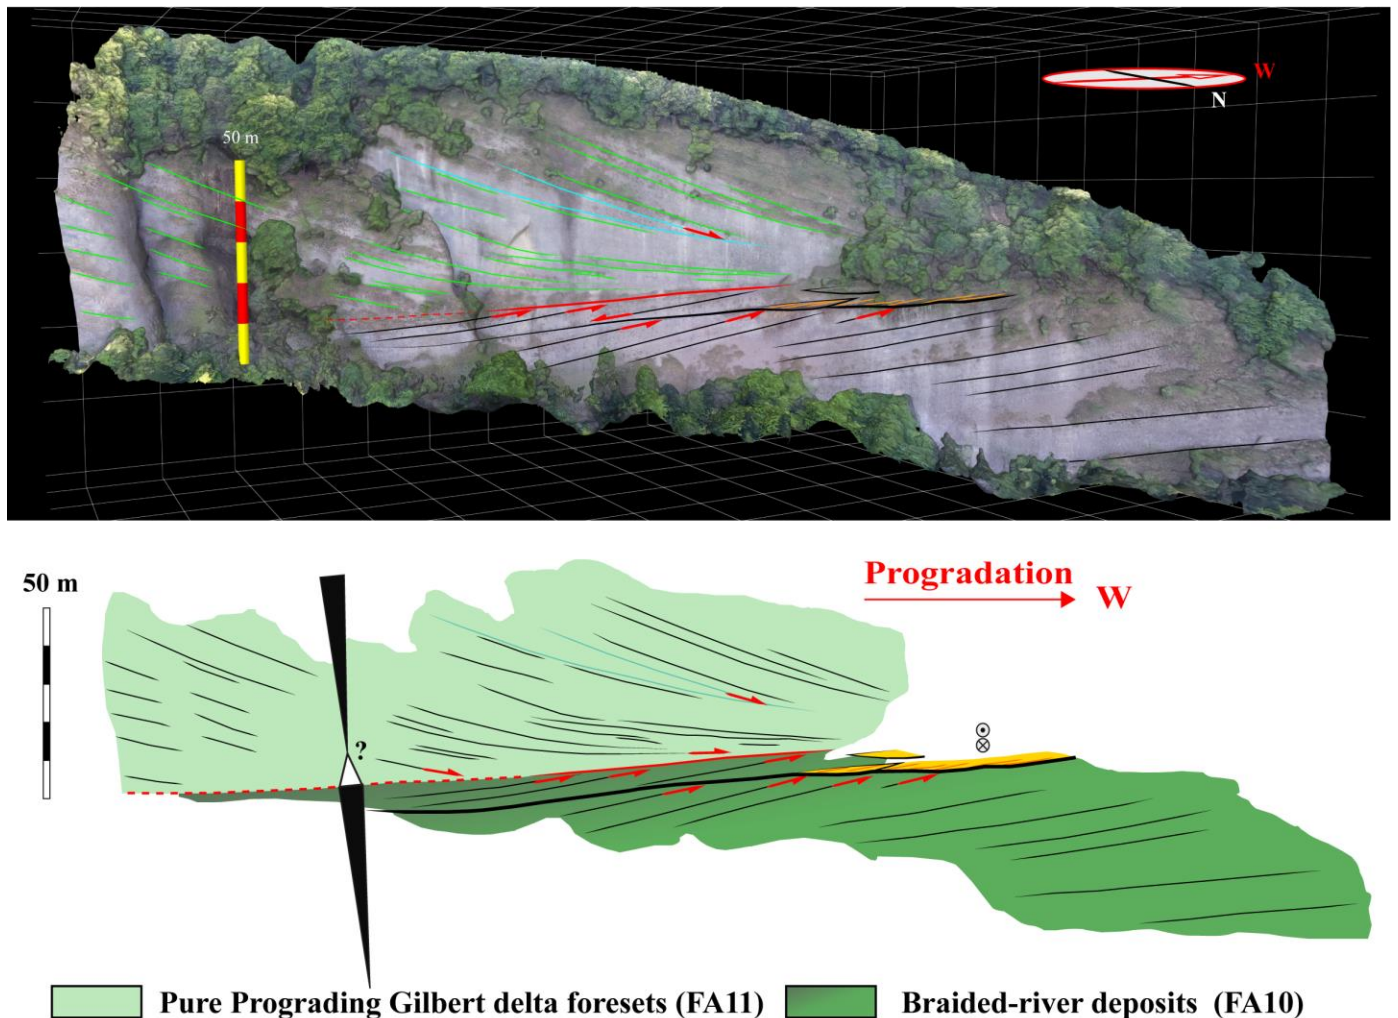 W
N
50 m
50 m
Progradation
W
?
Pure Prograding Gilbert delta foresets (FA11)
Braided-river deposits (FA10)